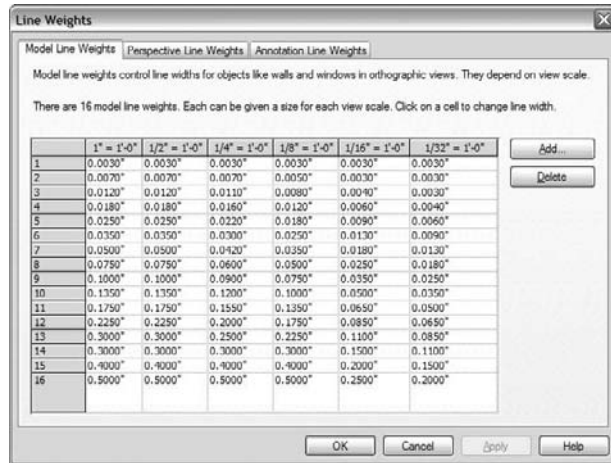 Line Weights
Model Line Weights Perspective Line Weights Annotation Line Weights
Model line weights control line widths for objects like walls and windows in orthographic views. They depend on view scale.
There are 16 model line weights. Each can be given a size for each view scale. Click on a cell to change line width.
1" = 1'-0" 1/2" = 1'-0" 1/4" = 1'-0" 1/8" = 1'-0" 1/16" = 1'-0" 1/32" = 1'-0" Add...
1 0.0030" 0.0030" 0.0030" 0.0030" 0.0030" 0.0030"
2 0.0070" 0.0070" 0.0070" 0.0050" 0.0030" 0.0030" Delete
3 0.0120" 0.0120" 0.0110" 0.0080" 0.0040" 0.0030"
4 0.0180" 0.0180" 0.0160" 0.0120" 0.0060" 0.0040"
5 0.0250" 0.0250" 0.0220" 0.0180" 0.0090" 0.0060"
6 0.0350" 0.0350" 0.0300" 0.0250" 0.0130" 0.0090"
7 0.0500" 0.0500" 0.0420" 0.0350" 0.0180" 0.0130"
8 0.0750" 0.0750" 0.0600" 0.0500" 0.0250" 0.0180"
9 0.1000" 0.1000" 0.0900" 0.0750" 0.0350" 0.0250"
10 0.1350" 0.1350" 0.1200" 0.1000" 0.0500" 0.0350"
11 0.1750" 0.1750" 0.1550" 0.1350" 0.0650" 0.0500"
12 0.2250" 0.2250" 0.2000" 0.1750" 0.0850" 0.0650"
13 0.3000" 0.3000" 0.2500" 0.2250" 0.1100" 0.0850"
14 0.3000" 0.3000" 0.3000" 0.3000" 0.1500" 0.1100"
15 0.4000" 0.4000" 0.4000" 0.4000" 0.2000" 0.1500"
16 0.5000" 0.5000" 0.5000" 0.5000" 0.2500" 0.2000"
OK Cancel Apply Help